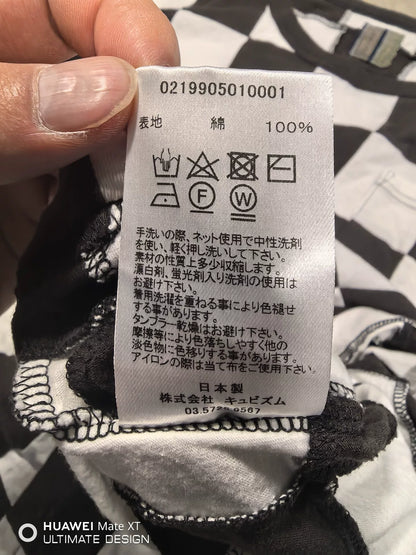 0219905010001
表地 綿 100%
F W
手洗いの際、ネット使用で中性洗剤
を使い、軽く押し洗いして下さい。
素材の性質上多少収縮します。
漂白剤、蛍光剤入り洗剤の使用は
お避け下さい。
着用洗濯を重ねる事により色褪せ
する事があります。
タンブラー乾燥はお避け下さい。
摩擦等により色落ちしやすく他の
淡色物に色移りする事があります。
アイロンの際は当て布をご使用下さい。
日本製
株式会社 キュビズム
HUAWEI Mate XT
ULTIMATE DESIGN